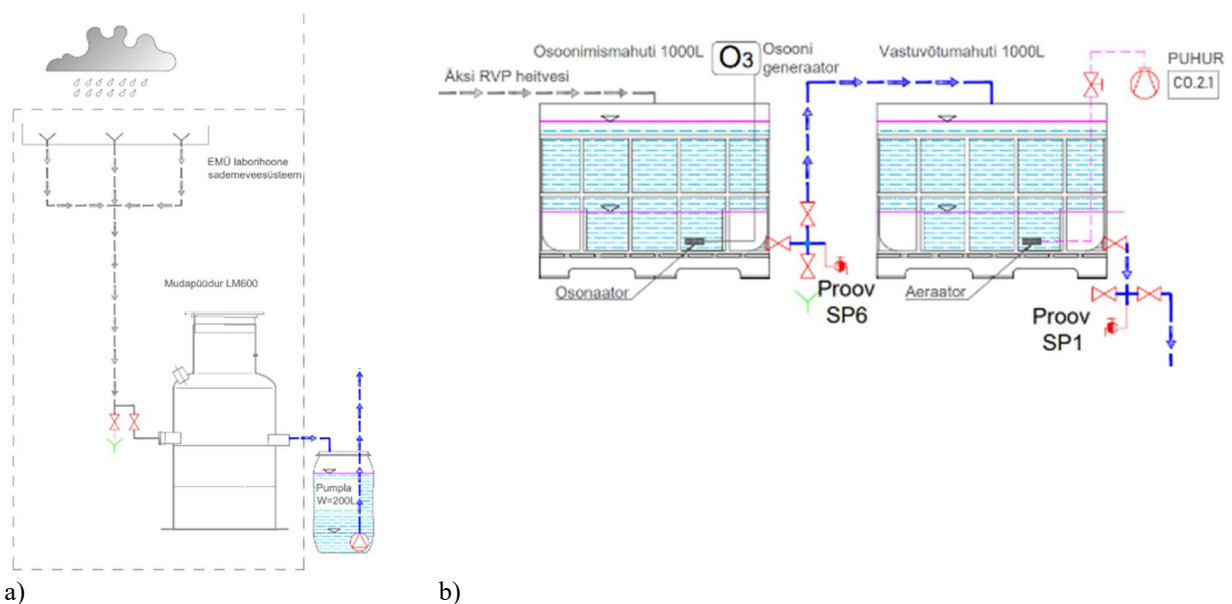 EMÜ laborihoone
sademeveesüsteem
Mudapüüdur LM600
Pumpla
W=200L
a)
Osoonimismahuti 1000L
O3
Osooni
generaator
Vastuvõtumahuti 1000L
PUHUR
CO.2.1
Äksi RVP heitvesi
Osonaator
Proov
SP6
Aeraator
Proov
SP1
b)